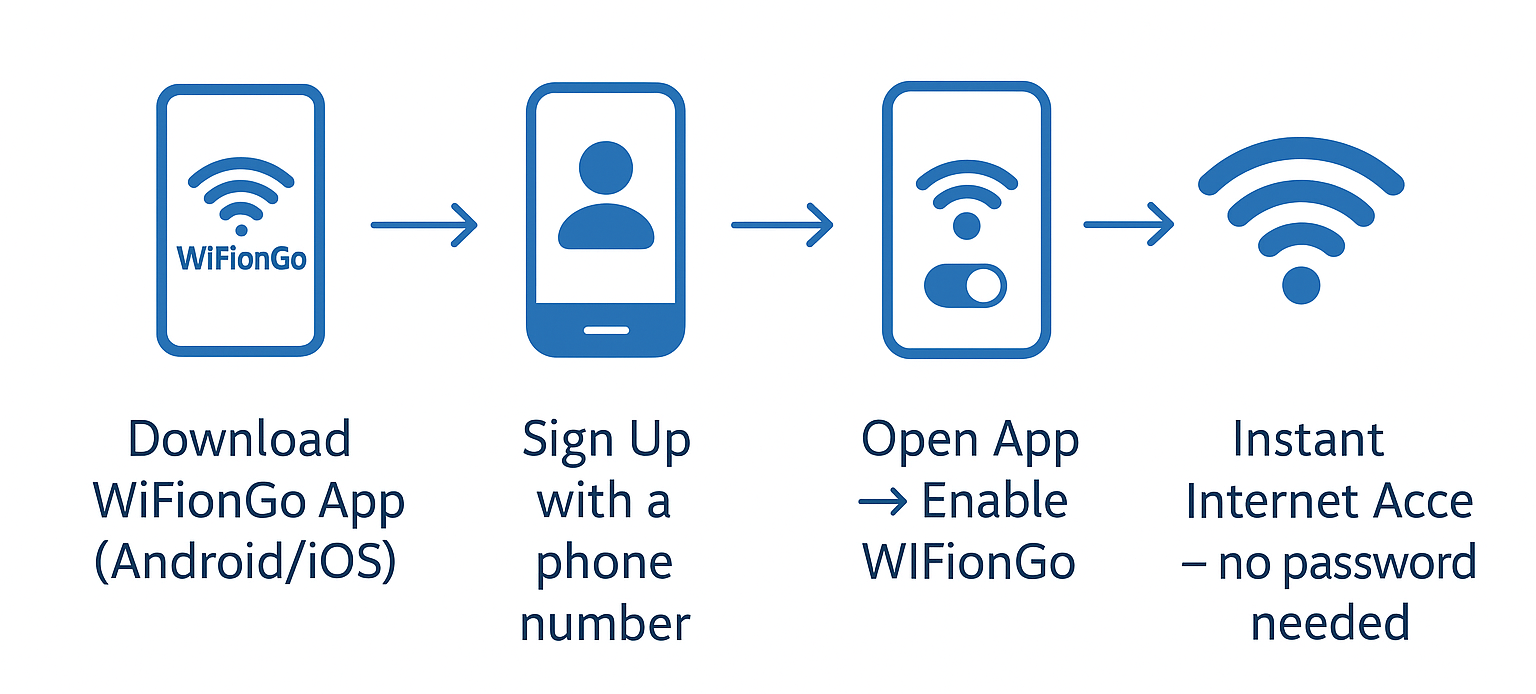 WiFionGo
Download
WiFionGo App
(Android/iOS)
Sign Up
with a
phone
number
Open App
→ Enable
WIFionGo
Instant
Internet Acce
– no password
needed